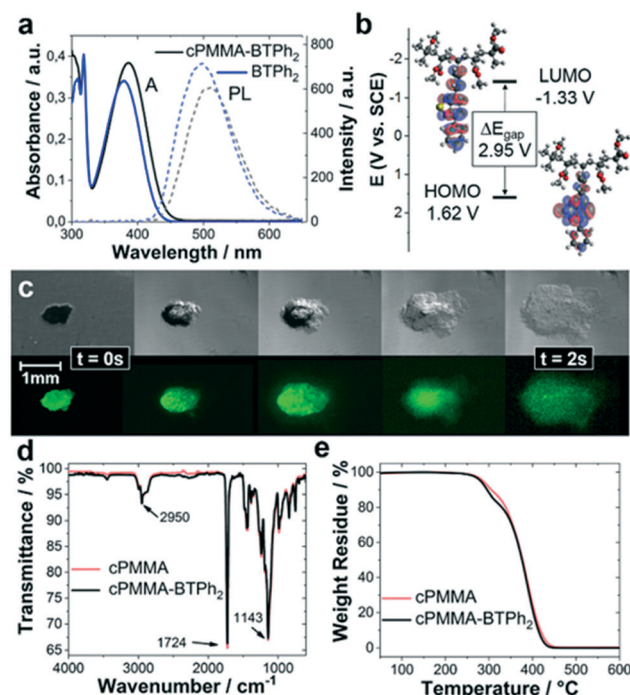 a
cPMMA-BTPh₂
BTPh₂
A
PL
0,4
0,3
0,2
0,1
0,0
Absorbance / a.u.
800
700
600
500
400
300
200
100
0
Intensity / a.u.
300
400
500
600
Wavelength / nm
b
-2
-1
0
1
2
E (V vs. SCE)
LUMO
-1.33 V
ΔEgap
2.95 V
HOMO
1.62 V
c
t = 0s
t = 2s
1mm
d
100
95
90
85
80
75
70
65
Transmittance / %
2950
cPMMA
cPMMA-BTPh₂
1143
1724
4000
3000
2000
1000
Wavenumber / cm⁻¹
e
100
80
60
40
20
0
Weight Residue / %
cPMMA
cPMMA-BTPh₂
100
200
300
400
500
600
Temperature / °C